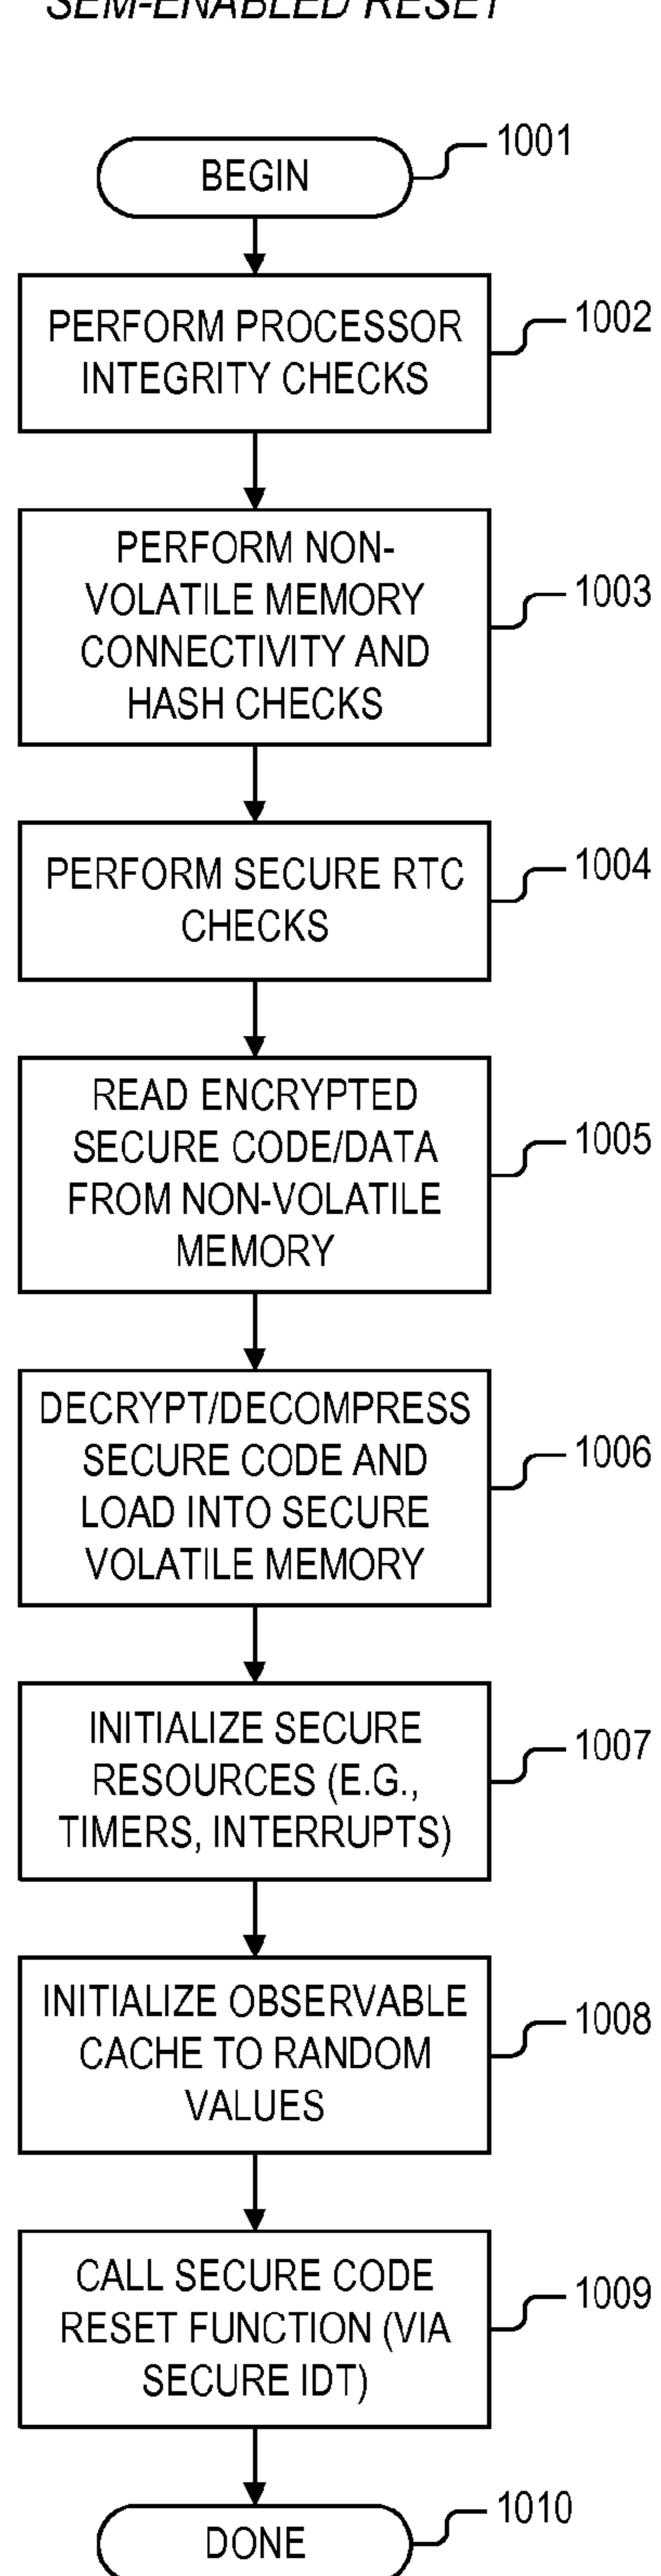 SEM-ENABLED RESET
BEGIN
1001
PERFORM PROCESSOR
INTEGRITY CHECKS
1002
PERFORM NON-
VOLATILE MEMORY
CONNECTIVITY AND
HASH CHECKS
1003
PERFORM SECURE RTC
CHECKS
1004
READ ENCRYPTED
SECURE CODE/DATA
FROM NON-VOLATILE
MEMORY
1005
DECRYPT/DECOMPRESS
SECURE CODE AND
LOAD INTO SECURE
VOLATILE MEMORY
1006
INITIALIZE SECURE
RESOURCES (E.G.,
TIMERS, INTERRUPTS)
1007
INITIALIZE OBSERVABLE
CACHE TO RANDOM
VALUES
1008
CALL SECURE CODE
RESET FUNCTION (VIA
SECURE IDT)
1009
DONE
1010